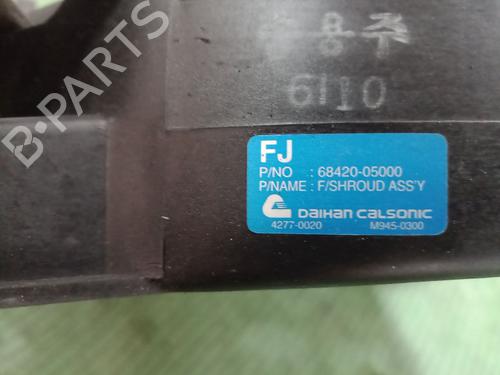 용주
6110
FJ
P/NO : 68420-05000
P/NAME : F/SHROUD ASS'Y
DAIHAN CALSONIC
4277-0020 M945-0300
B-PARTS